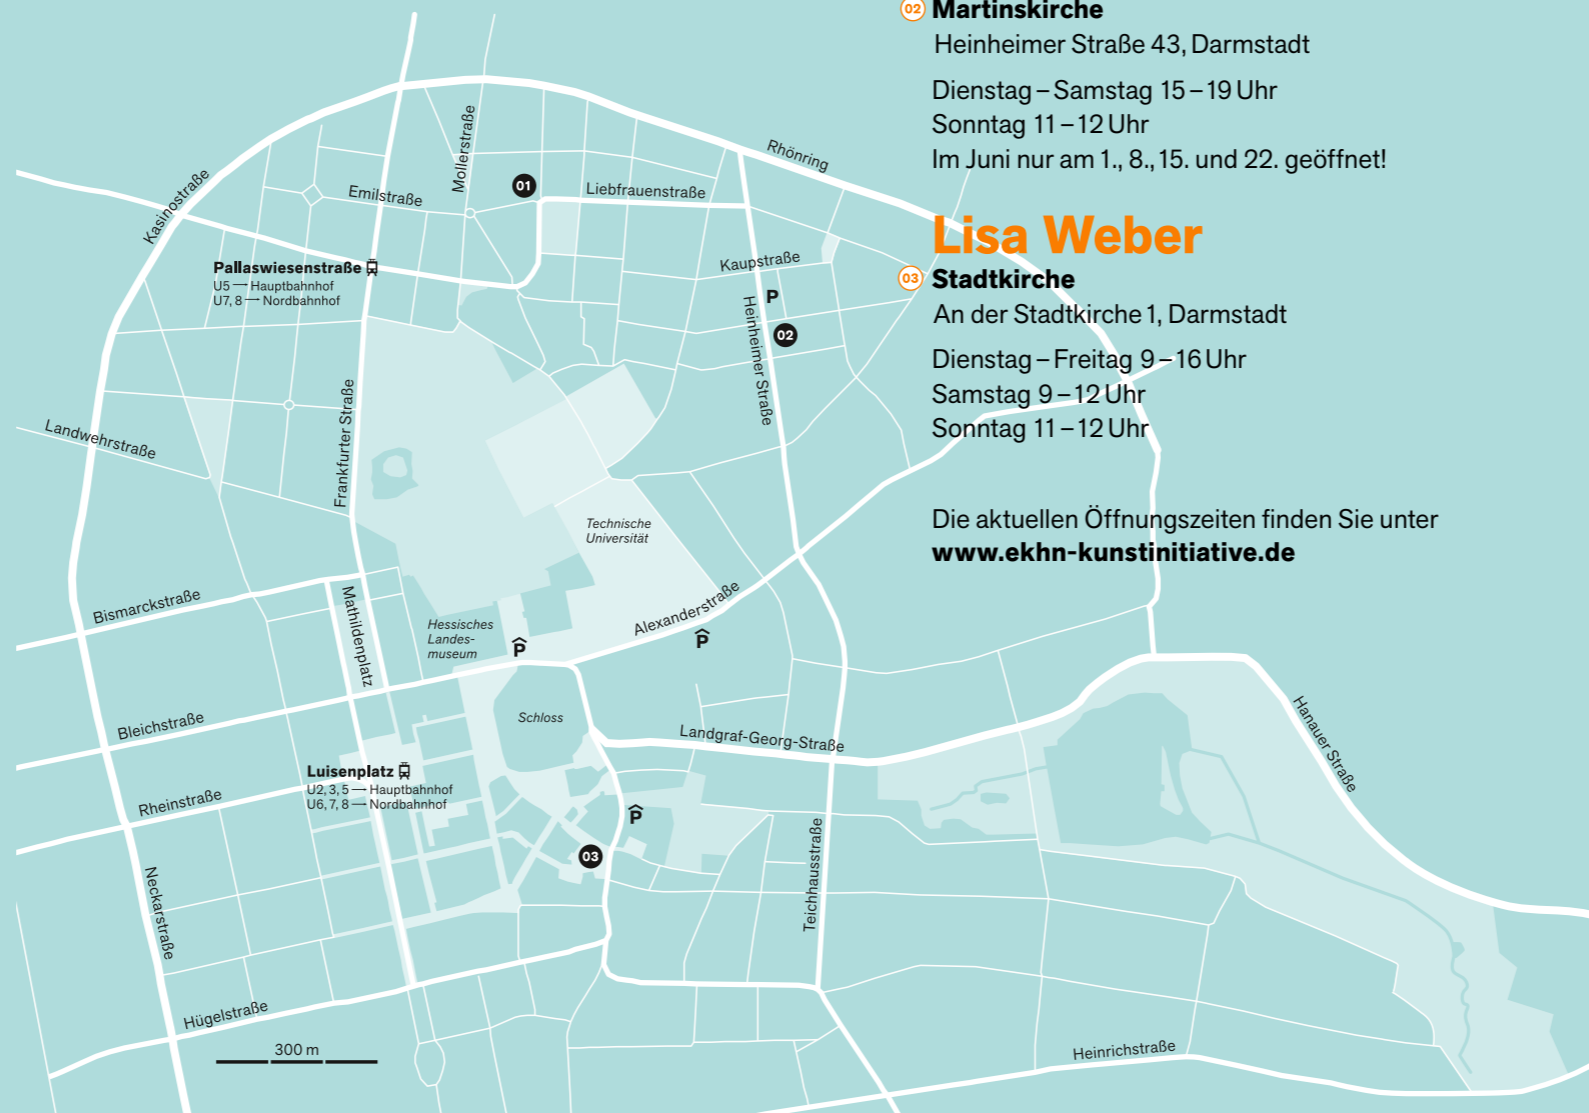 02 Martinskirche
Heinheimer Straße 43, Darmstadt
Dienstag – Samstag 15 – 19 Uhr
Sonntag 11 – 12 Uhr
Im Juni nur am 1., 8., 15. und 22. geöffnet!
Lisa Weber
03 Stadtkirche
An der Stadtkirche 1, Darmstadt
Dienstag – Freitag 9 – 16 Uhr
Samstag 9 – 12 Uhr
Sonntag 11 – 12 Uhr
Die aktuellen Öffnungszeiten finden Sie unter
www.ekhn-kunstinitiative.de
Rhönring
Mollerstraße
Kasinostraße
Emilstraße
01
Liebfrauenstraße
Pallaswiesenstraße
U5 → Hauptbahnhof
U7, 8 → Nordbahnhof
Kaupstraße
P
Heinheimer Straße
02
Frankfurter Straße
Landwehrstraße
Technische
Universität
Bismarckstraße
Mathildenplatz
Hessisches
Landes-
museum
P
Alexanderstraße
P
Bleichstraße
Schloss
Landgraf-Georg-Straße
Hanauer Straße
Luisenplatz
U2, 3, 5 → Hauptbahnhof
U6, 7, 8 → Nordbahnhof
Rheinstraße
P
03
Teichhausstraße
Neckarstraße
Hügelstraße
300 m
Heinrichstraße